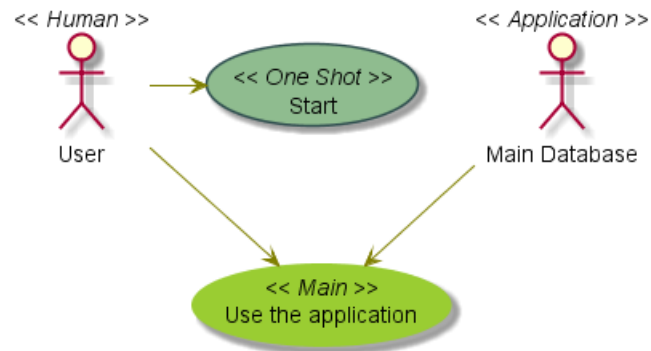 << Human >>
<< Application >>
<< One Shot >>
Start
User
Main Database
<< Main >>
Use the application